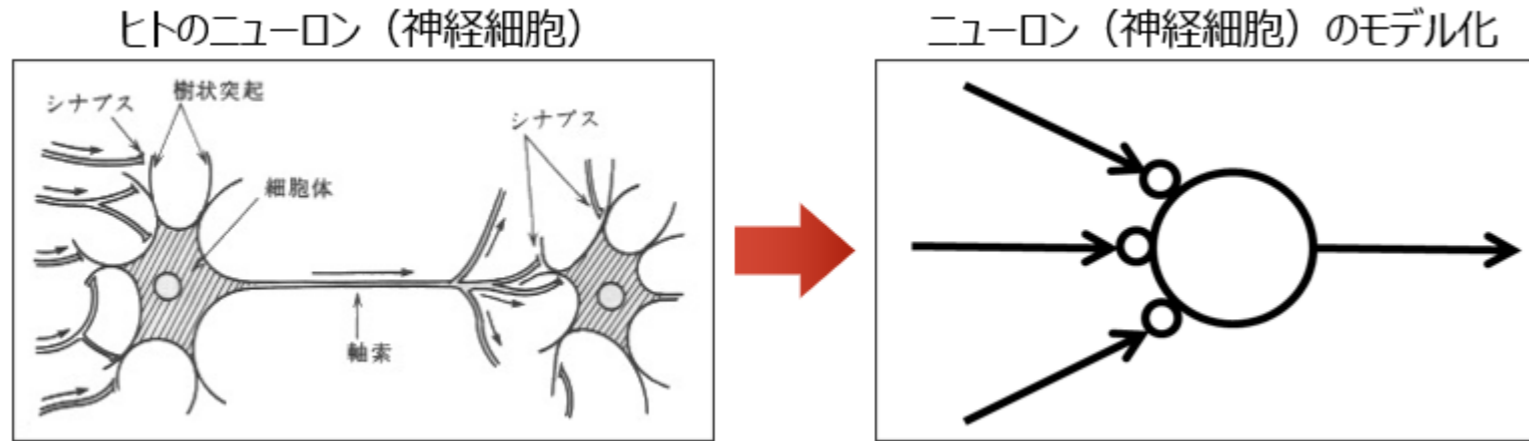 ヒトのニューロン（神経細胞）
ニューロン（神経細胞）のモデル化
シナプス
樹状突起
シナプス
細胞体
軸索